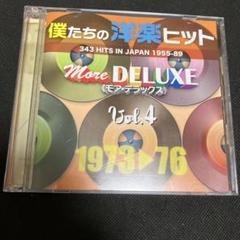 僕たちの洋楽ヒット
343 HITS IN JAPAN 1955-89
More DELUXE
《モア・デラックス》
Vol.4
1973▶76